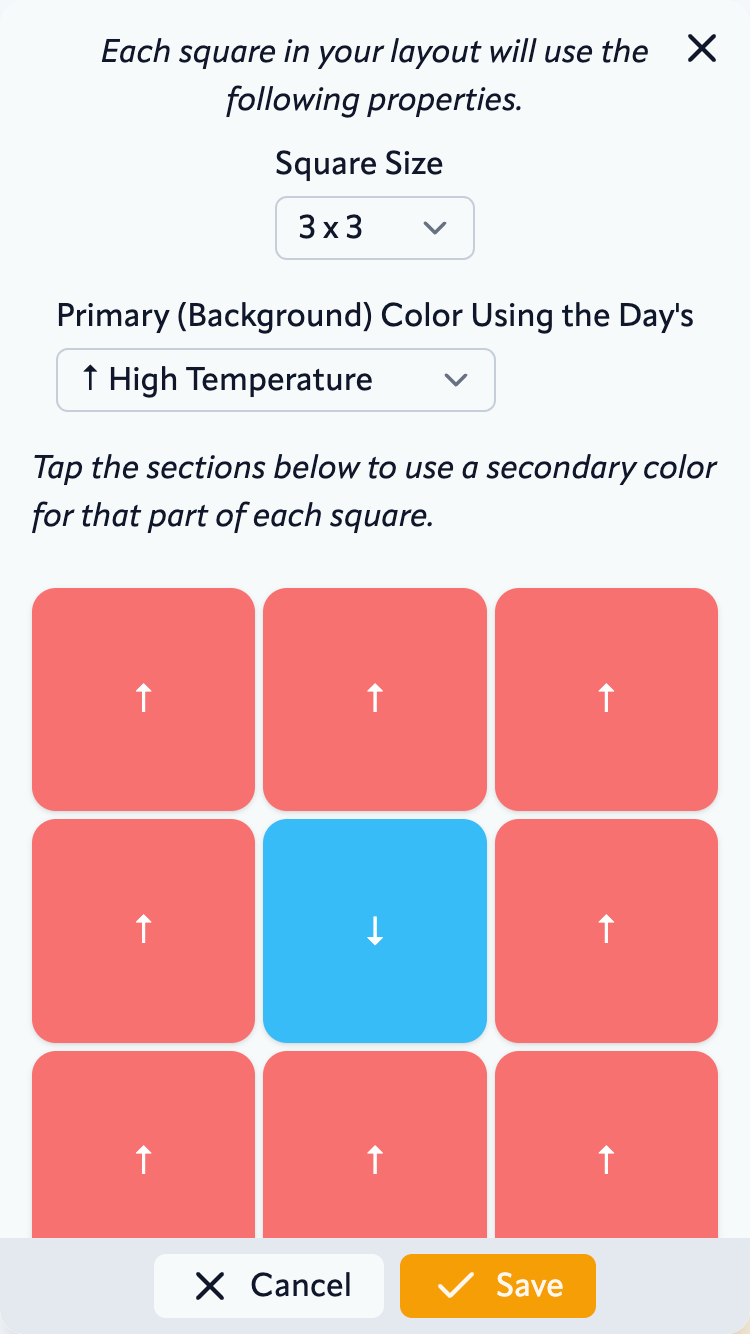 Each square in your layout will use the
following properties.
Square Size
3 x 3
Primary (Background) Color Using the Day's
↑ High Temperature
Tap the sections below to use a secondary color
for that part of each square.
↑ ↑ ↑
↑ ↓ ↑
↑ ↑ ↑
Cancel Save